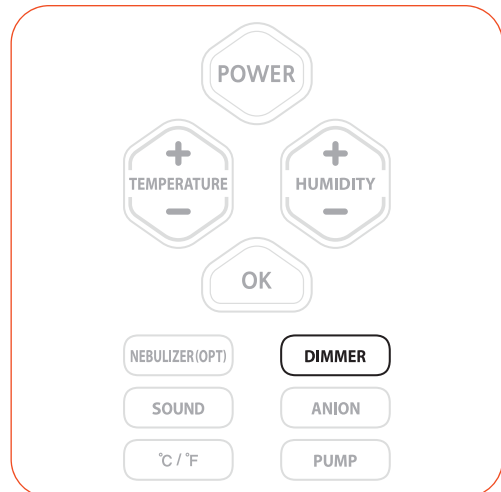 POWER
+ +
TEMPERATURE HUMIDITY
− −
OK
NEBULIZER(OPT) DIMMER
SOUND ANION
℃ / ℉ PUMP